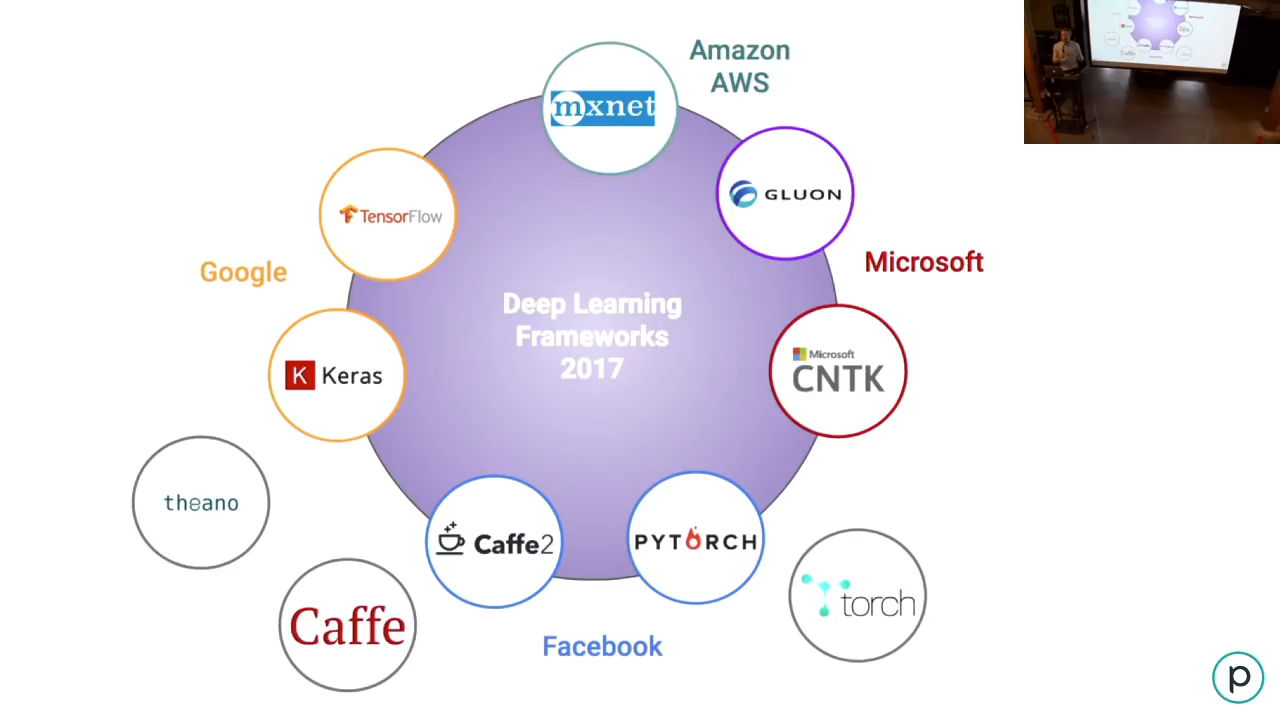 Amazon
AWS
mxnet
GLUON
TensorFlow
Google
Microsoft
Deep Learning
Frameworks
2017
Microsoft
CNTK
K Keras
theano
Caffe2
PYTORCH
torch
Caffe
Facebook
p